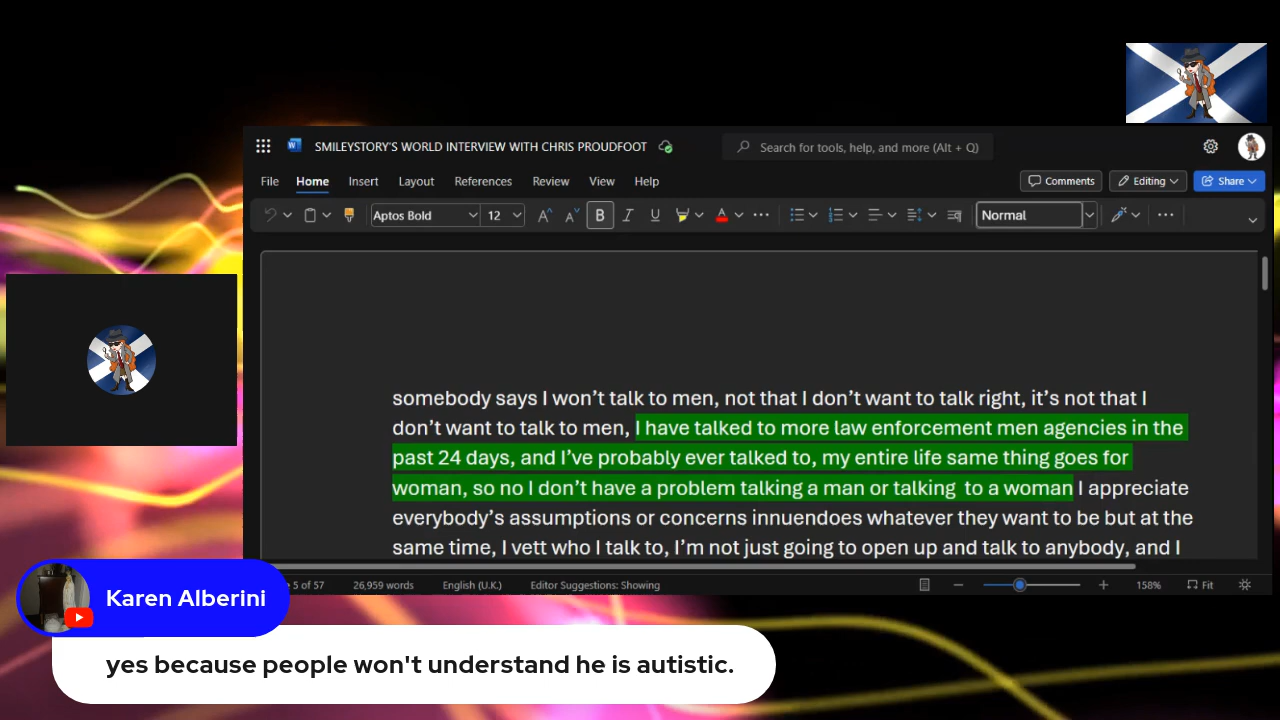 SMILEYSTORY'S WORLD INTERVIEW WITH CHRIS PROUDFOOT
Search for tools, help, and more (Alt + Q)
File Home Insert Layout References Review View Help
Comments Editing Share
Aptos Bold 12 A A B I U A Normal
somebody says I won’t talk to men, not that I don’t want to talk right, it’s not that I
don’t want to talk to men, I have talked to more law enforcement men agencies in the
past 24 days, and I’ve probably ever talked to, my entire life same thing goes for
woman, so no I don’t have a problem talking a man or talking to a woman I appreciate
everybody’s assumptions or concerns innuendoes whatever they want to be but at the
same time, I vett who I talk to, I’m not just going to open up and talk to anybody, and I
5 of 57 26,959 words English (U.K.) Editor Suggestions: Showing 158% Fit
Karen Alberini
yes because people won't understand he is autistic.